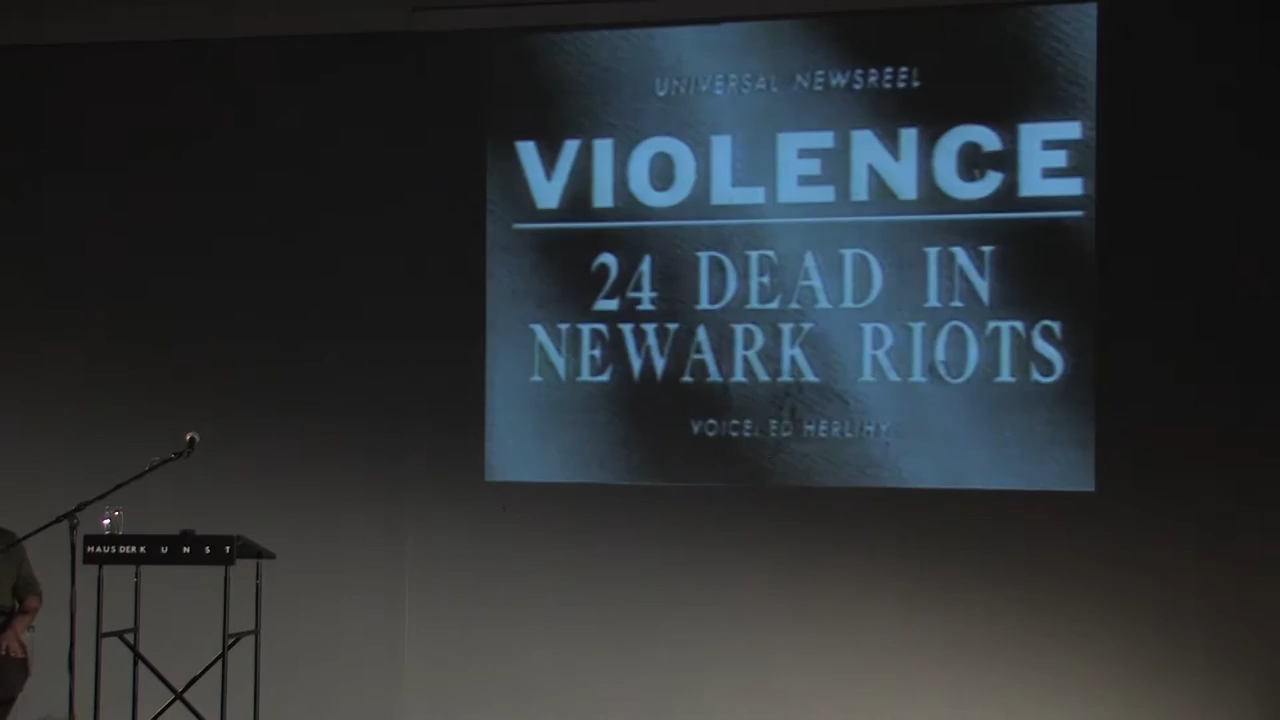 UNIVERSAL NEWSREEL
VIOLENCE
24 DEAD IN
NEWARK RIOTS
VOICE: ED HERLIHY
HAUS DER K U N S T